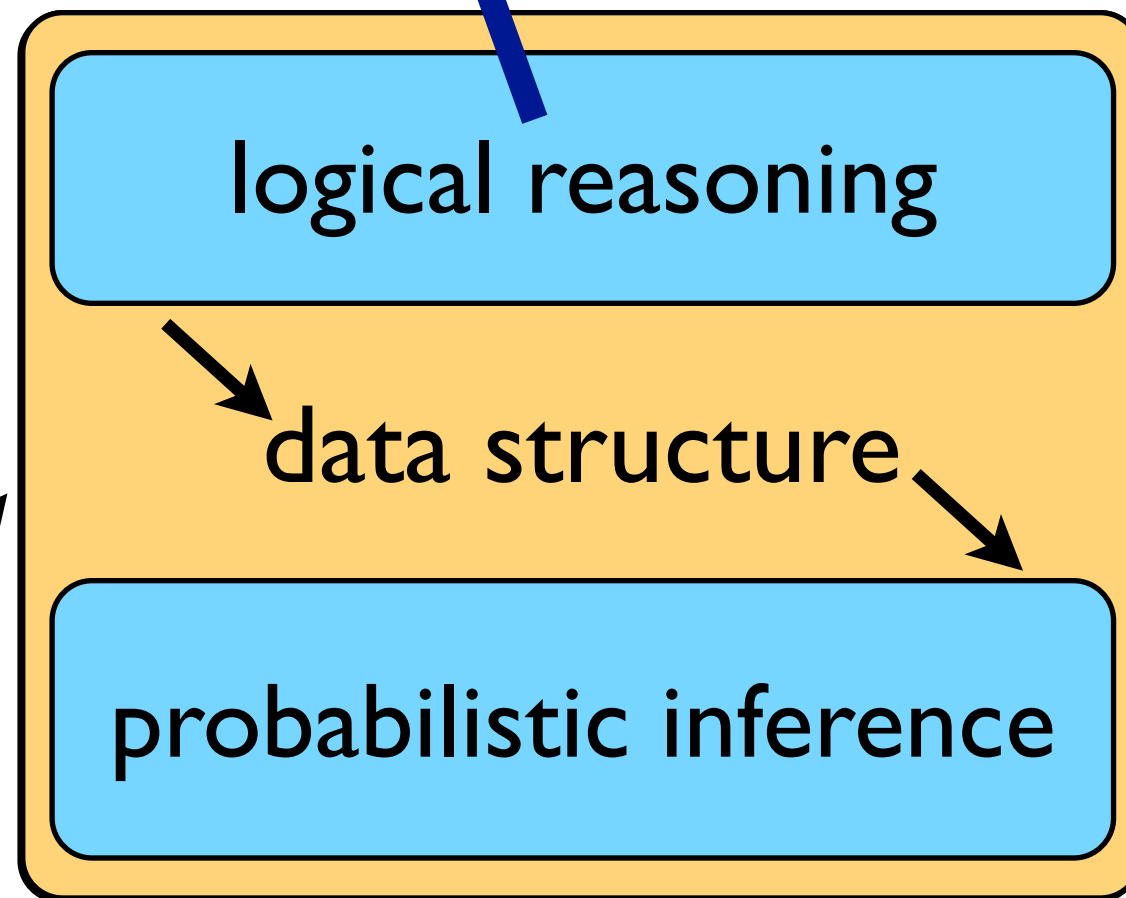 logical reasoning
data structure
probabilistic inference